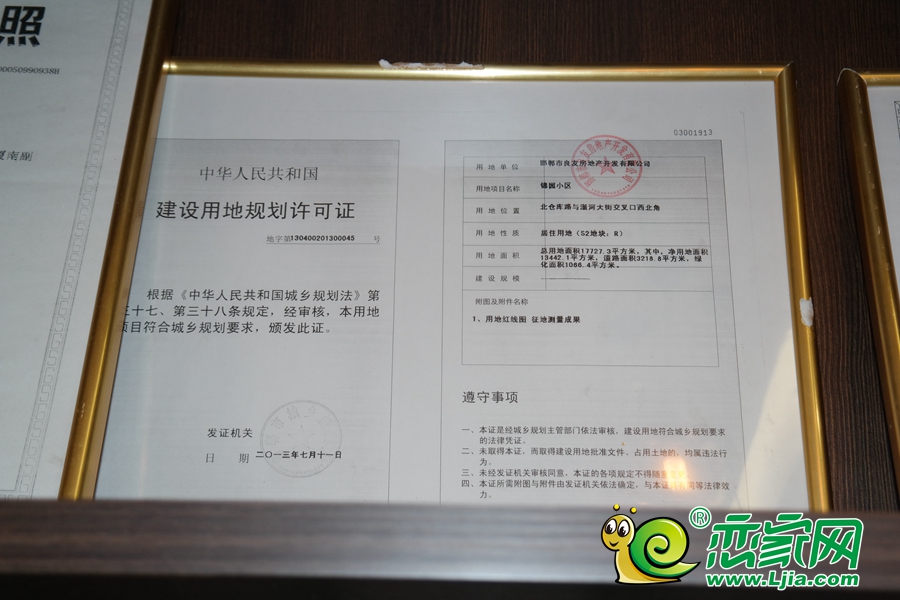 照
000509909​38H
夏南副
中华人民共和国
建设用地规划许可证
地字第130400201300045号
根据《中华人民共和国城乡规划法》第
三十七、第三十八条规定，经审核，本用地
项目符合城乡规划要求，颁发此证。
发证机关
日 期 二〇一三年七月十一日
03001913
用地单位 邯郸市良友房地产开发有限公司
用地项目名称 锦园小区
用地位置 北仓库路与滏河大街交叉口西北角
用地性质 居住用地（S2地块：R）
用地面积 总用地面积17727.3平方米，其中，净用地面积
13442.1平方米，道路面积3218.8平方米，绿
化面积1066.4平方米。
建设规模
附图及附件名称
1、用地红线图 征地测量成果
遵守事项
一、本证是经城乡规划主管部门依法审核，建设用地符合城乡规划要求
的法律凭证。
二、未取得本证，而取得建设用地批准文件、占用土地的，均属违法行
为。
三、未经发证机关审核同意，本证的各项规定不得随意
四、本证所需附图与附件由发证机关依法确定，与本证具有同等法律效
力。
恋家网®
www.Ljia.com